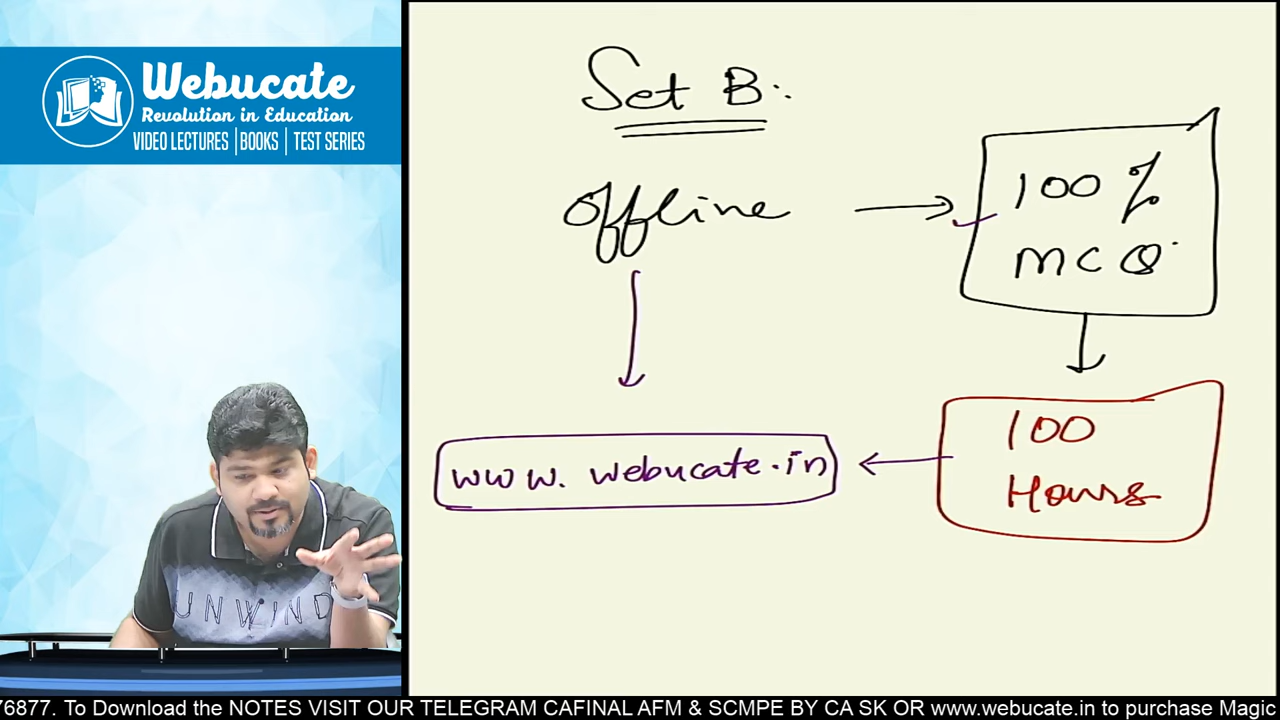 Webucate
Revolution in Education
VIDEO LECTURES | BOOKS | TEST SERIES
Set B:
offline
100 %
MCQ
www.webucate.in
100
Hours
UNWIND
76877. To Download the NOTES VISIT OUR TELEGRAM CAFINAL AFM & SCMPE BY CA SK OR www.webucate.in to purchase Magic